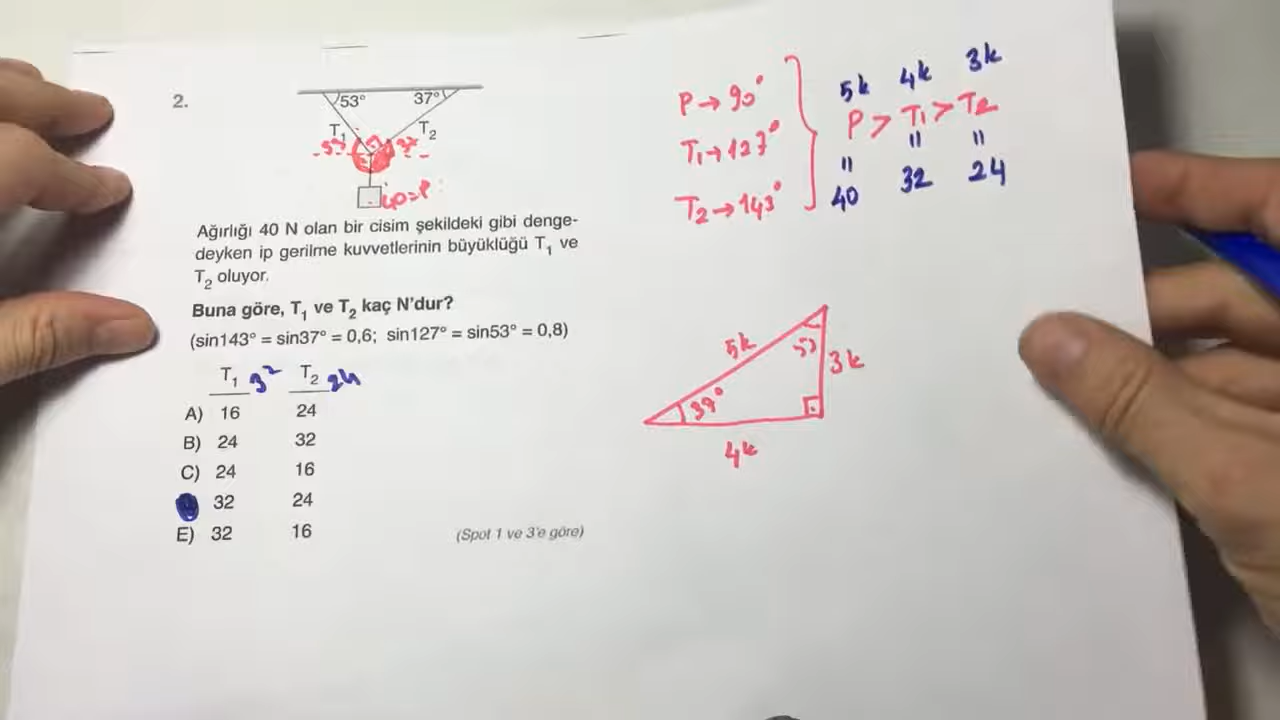 2.
53° 37°
T1 T2
53 37
40=P
Ağırlığı 40 N olan bir cisim şekildeki gibi denge-
deyken ip gerilme kuvvetlerinin büyüklüğü T1 ve
T2 oluyor.
Buna göre, T1 ve T2 kaç N'dur?
(sin143° = sin37° = 0,6; sin127° = sin53° = 0,8)
T1 32 T2 24
A) 16 24
B) 24 32
C) 24 16
32 24
E) 32 16
(Spot 1 ve 3'e göre)
P → 90°
T1 → 127°
T2 → 143°
5k 4k 3k
P > T1 > T2
= = =
40 32 24
5k
53
3k
37°
4k